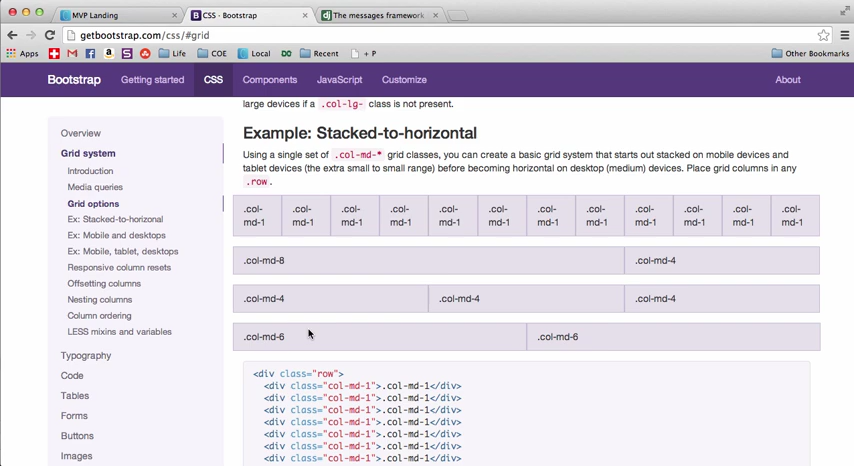 MVP Landing
CSS · Bootstrap
The messages framework
getbootstrap.com/css/#grid
Apps
Life
COE
Local
Recent
+ P
Other Bookmarks
Bootstrap
Getting started
CSS
Components
JavaScript
Customize
About
large devices if a .col-lg- class is not present.
Overview
Grid system
Introduction
Media queries
Grid options
Ex: Stacked-to-horizontal
Ex: Mobile and desktops
Ex: Mobile, tablet, desktops
Responsive column resets
Offsetting columns
Nesting columns
Column ordering
LESS mixins and variables
Typography
Code
Tables
Forms
Buttons
Images
Example: Stacked-to-horizontal
Using a single set of .col-md-* grid classes, you can create a basic grid system that starts out stacked on mobile devices and
tablet devices (the extra small to small range) before becoming horizontal on desktop (medium) devices. Place grid columns in any
.row .
.col- .col- .col- .col- .col- .col- .col- .col- .col- .col- .col- .col-
md-1 md-1 md-1 md-1 md-1 md-1 md-1 md-1 md-1 md-1 md-1 md-1
.col-md-8 .col-md-4
.col-md-4 .col-md-4 .col-md-4
.col-md-6 .col-md-6
<div class="row">
<div class="col-md-1">.col-md-1</div>
<div class="col-md-1">.col-md-1</div>
<div class="col-md-1">.col-md-1</div>
<div class="col-md-1">.col-md-1</div>
<div class="col-md-1">.col-md-1</div>
<div class="col-md-1">.col-md-1</div>
<div class="col-md-1">.col-md-1</div>